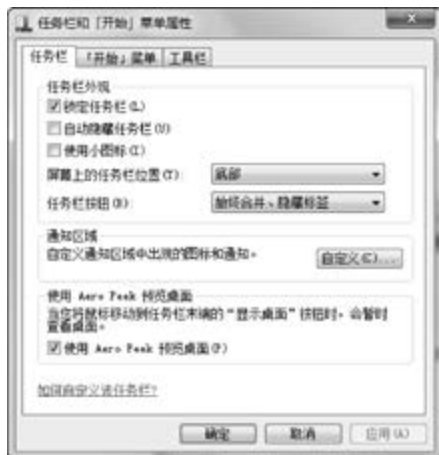 任务栏和「开始」菜单属性
任务栏 「开始」菜单 工具栏
任务栏外观
锁定任务栏(L)
自动隐藏任务栏(U)
使用小图标(I)
屏幕上的任务栏位置(T): 底部
任务栏按钮(B): 始终合并、隐藏标签
通知区域
自定义通知区域中出现的图标和通知。 自定义(C)...
使用 Aero Peek 预览桌面
当您将鼠标移动到任务栏末端的“显示桌面”按钮时，会暂时
查看桌面。
使用 Aero Peek 预览桌面(P)
如何自定义该任务栏?
确定 取消 应用(A)